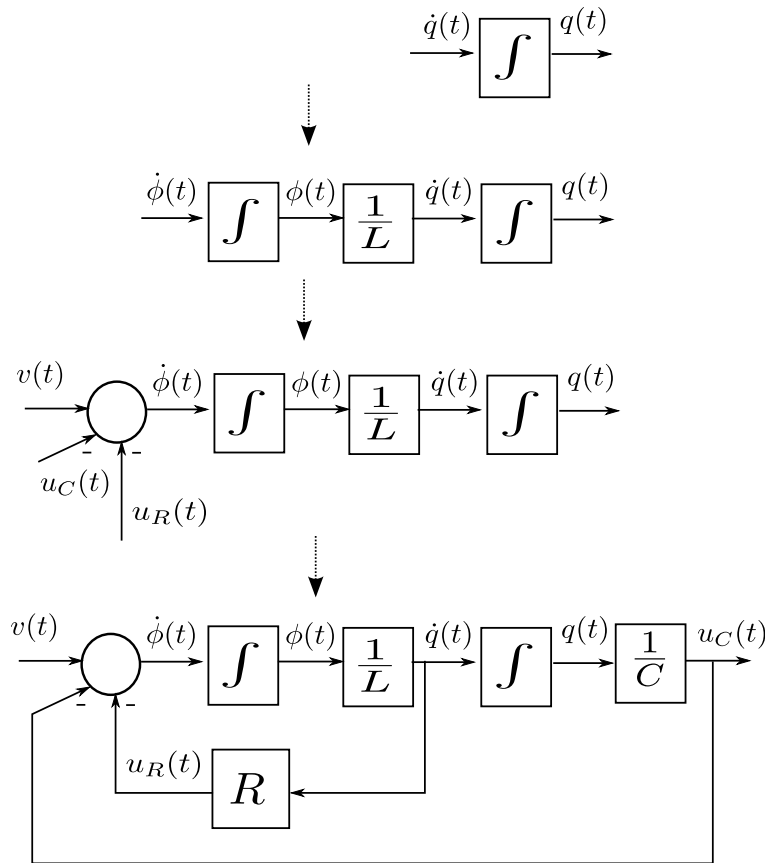 q̇(t) ∫ q(t)
ϕ̇(t) ∫ ϕ(t) 1/L q̇(t) ∫ q(t)
v(t) ϕ̇(t) ∫ ϕ(t) 1/L q̇(t) ∫ q(t)
- -
u_C(t)
u_R(t)
v(t) ϕ̇(t) ∫ ϕ(t) 1/L q̇(t) ∫ q(t) 1/C u_C(t)
- -
u_R(t) R